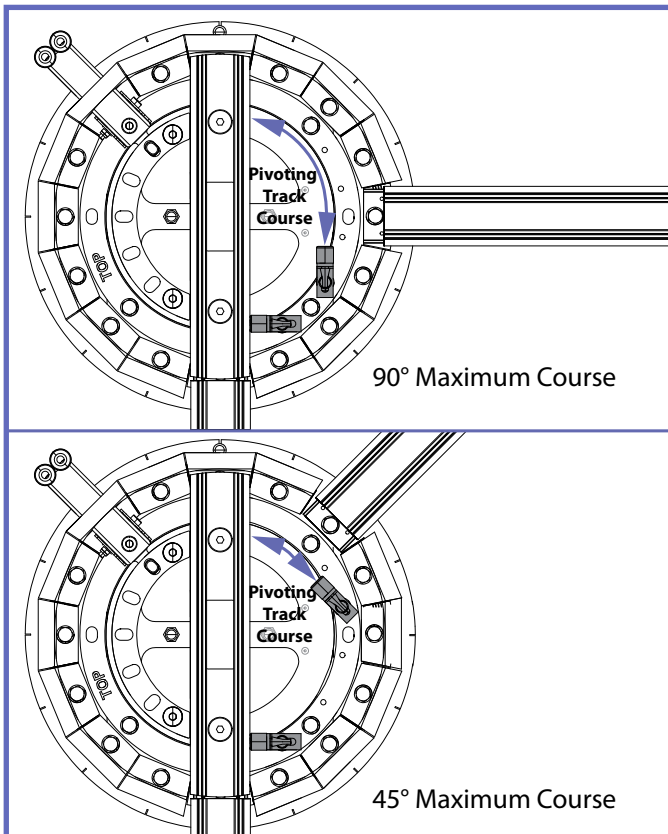 Pivoting
Track
Course
TOP
90° Maximum Course
Pivoting
Track
Course
TOP
45° Maximum Course